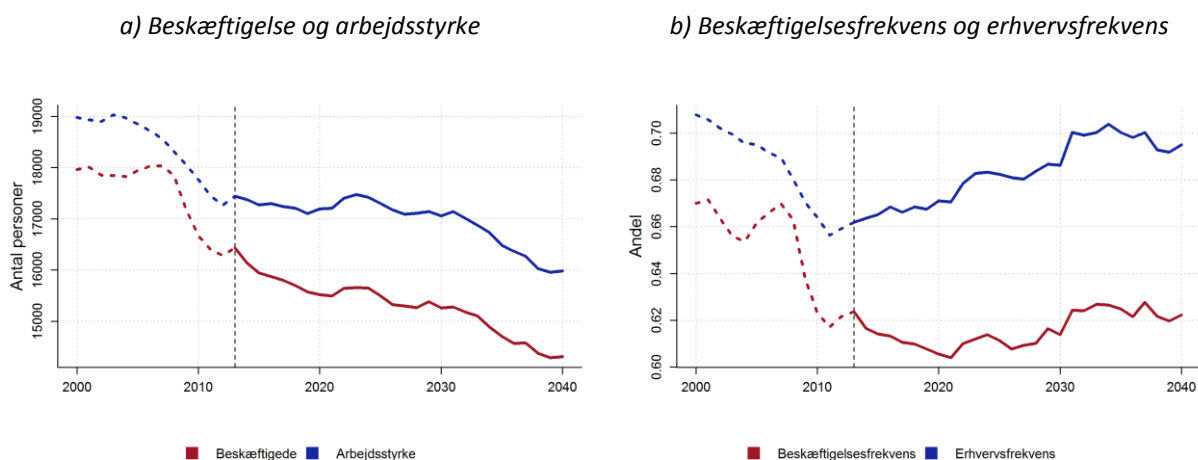 a) Beskæftigelse og arbejdsstyrke
b) Beskæftigelsesfrekvens og erhvervsfrekvens
Antal personer
19000
18000
17000
16000
15000
2000 2010 2020 2030 2040
Beskæftigede Arbejdsstyrke
Andel
0.70
0.68
0.66
0.64
0.62
0.60
2000 2010 2020 2030 2040
Beskæftigelsesfrekvens Erhvervsfrekvens